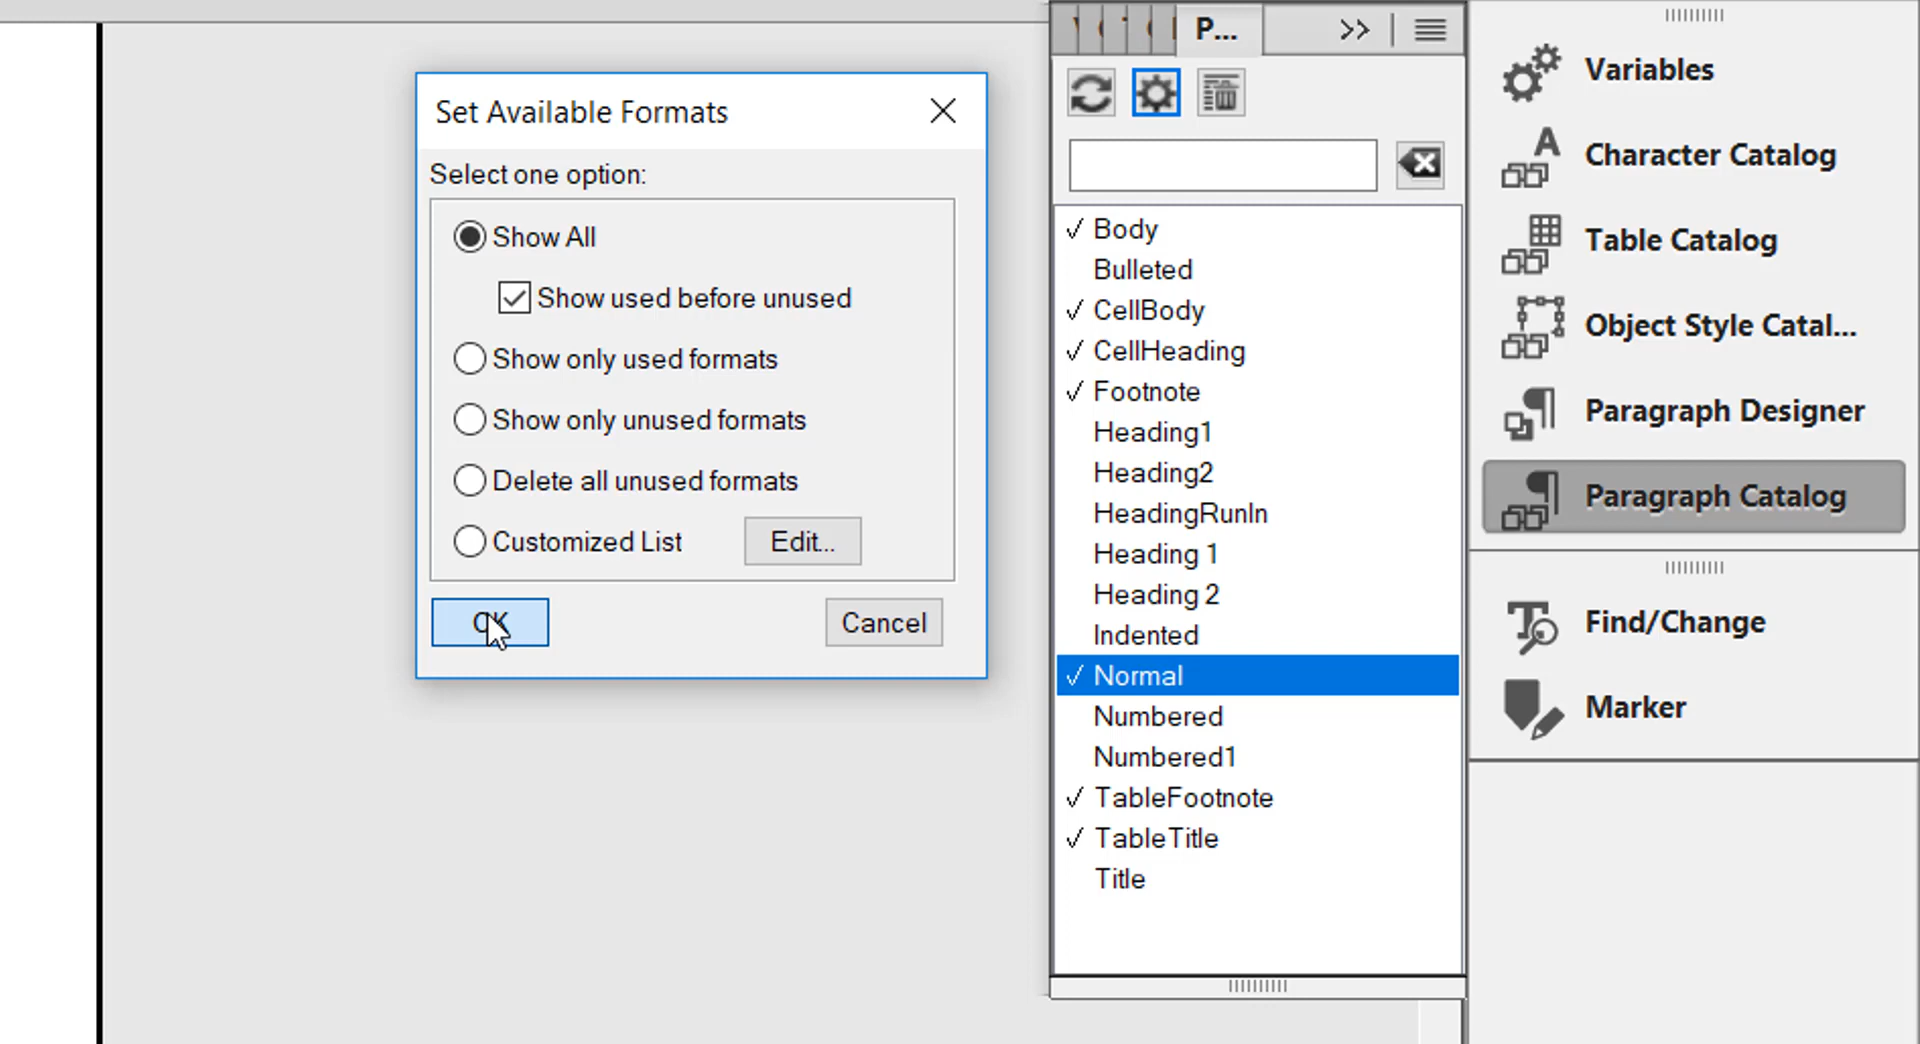 Set Available Formats
Select one option:
Show All
Show used before unused
Show only used formats
Show only unused formats
Delete all unused formats
Customized List
Edit...
OK
Cancel
P...
Body
Bulleted
CellBody
CellHeading
Footnote
Heading1
Heading2
HeadingRunIn
Heading 1
Heading 2
Indented
Normal
Numbered
Numbered1
TableFootnote
TableTitle
Title
Variables
Character Catalog
Table Catalog
Object Style Catal...
Paragraph Designer
Paragraph Catalog
Find/Change
Marker